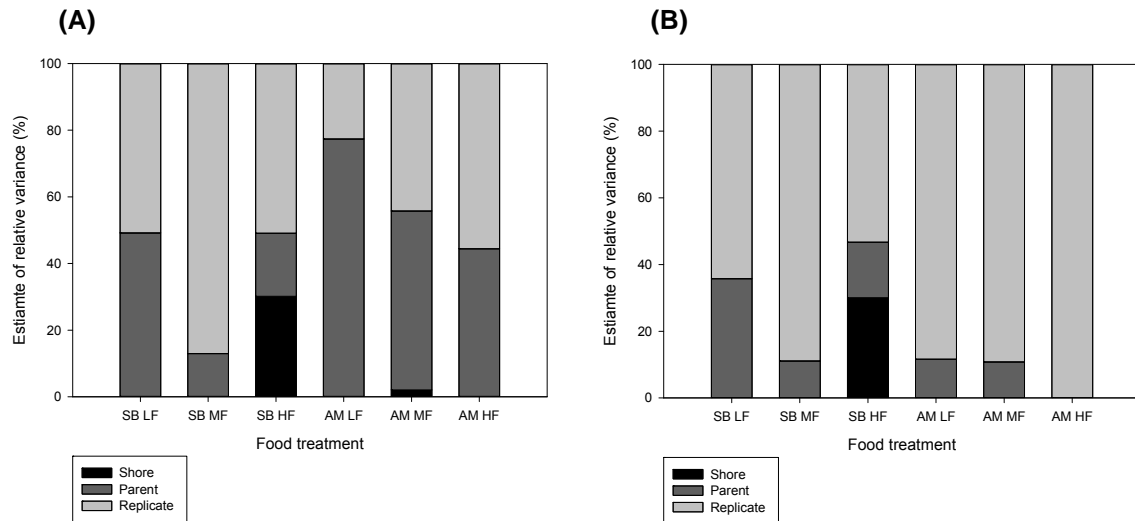 (A)
Estiamte of relative variance (%)
100
80
60
40
20
0
SB LF SB MF SB HF AM LF AM MF AM HF
Food treatment
Shore
Parent
Replicate
(B)
Estiamte of relative variance (%)
100
80
60
40
20
0
SB LF SB MF SB HF AM LF AM MF AM HF
Food treatment
Shore
Parent
Replicate